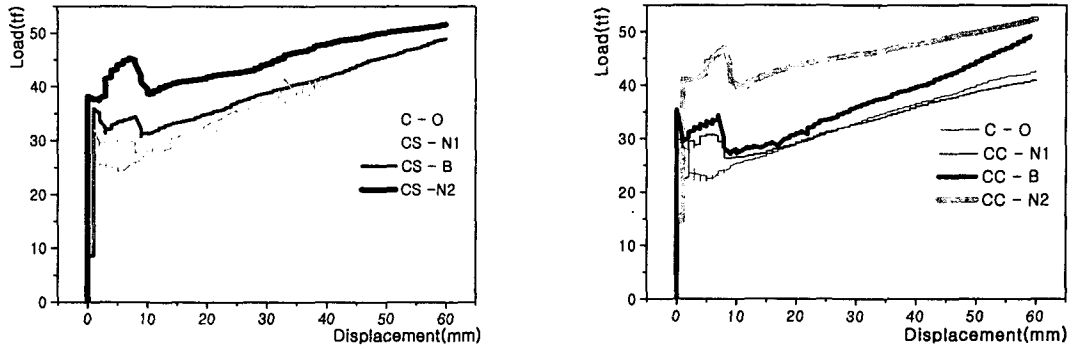 Load(tf)
50
40
30
20
10
0
C - O
CS - N1
CS - B
CS - N2
0 10 20 30 40 50 60
Displacement(mm)
Load(tf)
50
40
30
20
10
0
C - O
CC - N1
CC - B
CC - N2
0 10 20 30 40 50 60
Displacement(mm)